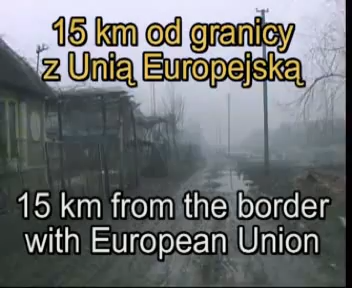 15 km od granicy
z Unią Europejską
15 km from the border
with European Union